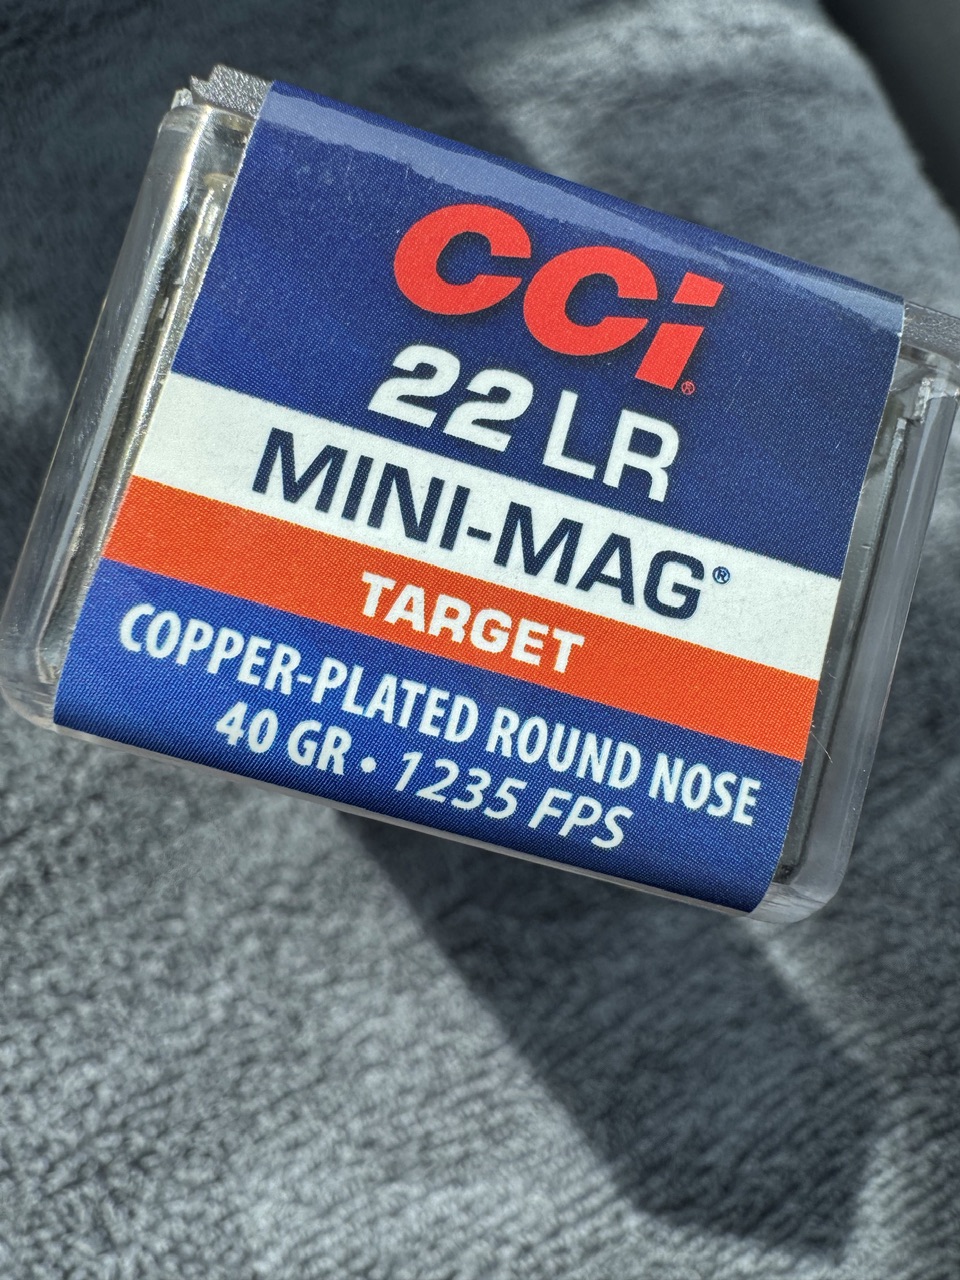 CCi®
22 LR
MINI-MAG®
TARGET
COPPER-PLATED ROUND NOSE
40 GR • 1235 FPS